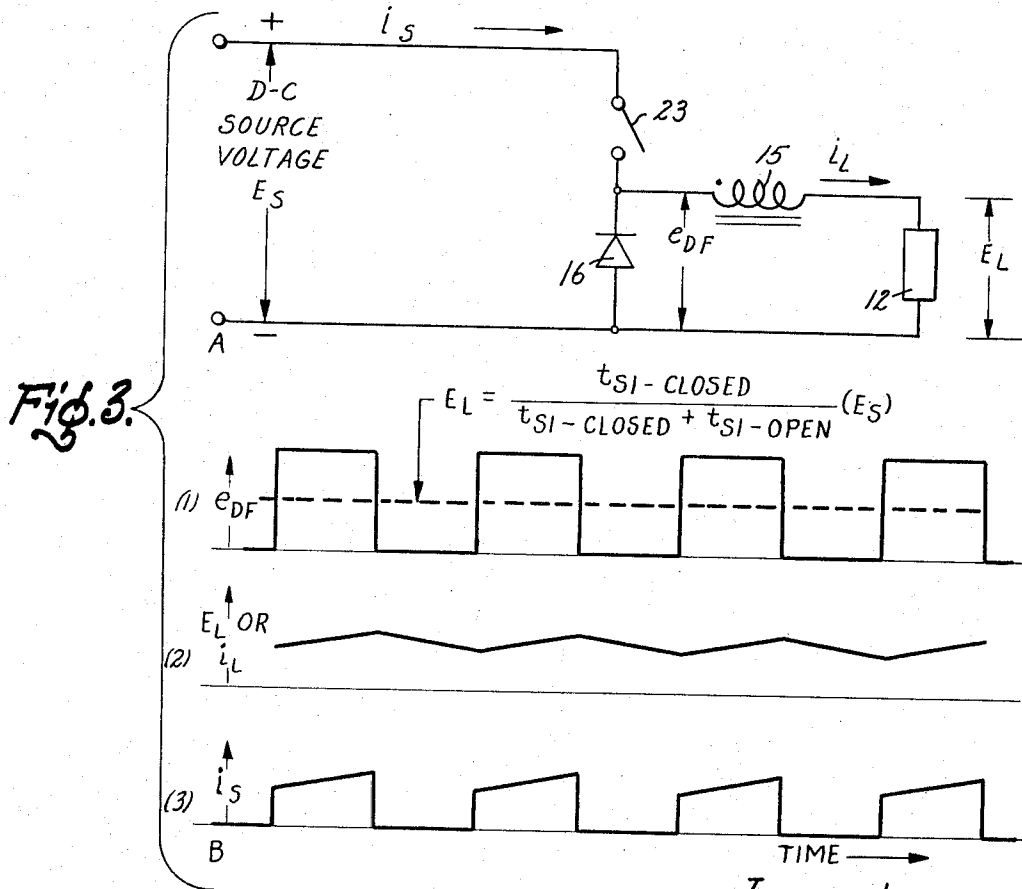 +
i_S
D-C
SOURCE
VOLTAGE
E_S
23
15
i_L
e_DF
16
12
E_L
A
−
Fig. 3.
E_L = t_SI-CLOSED / (t_SI-CLOSED + t_SI-OPEN) (E_S)
(1) e_DF
E_L OR
(2) i_L
(3) i_S
B
TIME